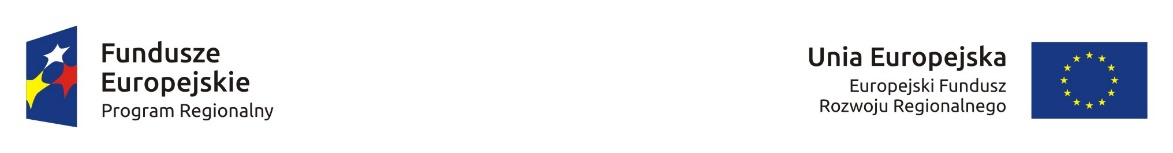 Fundusze
Europejskie
Program Regionalny
Unia Europejska
Europejski Fundusz
Rozwoju Regionalnego